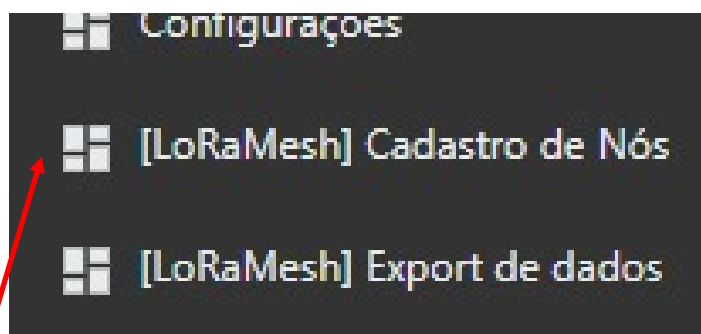 Configurações
[LoRaMesh] Cadastro de Nós
[LoRaMesh] Export de dados